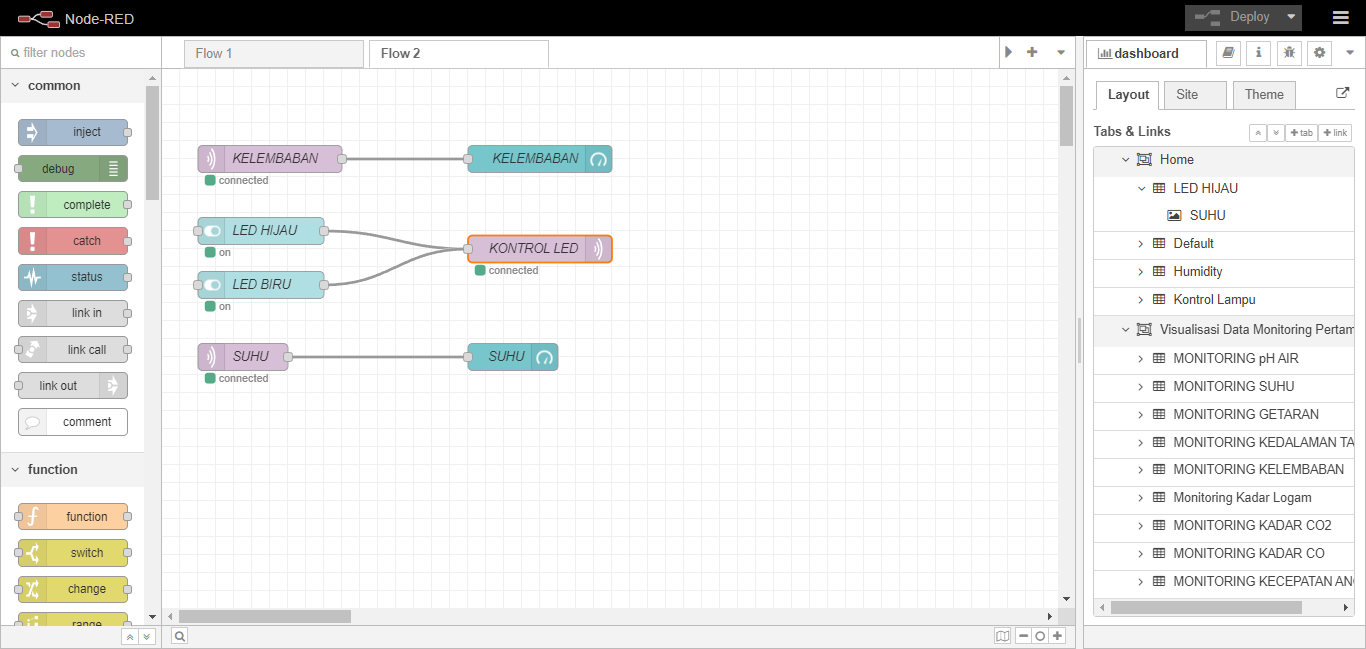 Node-RED
Deploy
filter nodes
Flow 1
Flow 2
dashboard
common
inject
debug
complete
catch
status
link in
link call
link out
comment
function
function
switch
change
range
KELEMBABAN
connected
KELEMBABAN
LED HIJAU
on
KONTROL LED
connected
LED BIRU
on
SUHU
connected
SUHU
Layout
Site
Theme
Tabs & Links
tab
link
Home
LED HIJAU
SUHU
Default
Humidity
Kontrol Lampu
Visualisasi Data Monitoring Pertam
MONITORING pH AIR
MONITORING SUHU
MONITORING GETARAN
MONITORING KEDALAMAN TA
MONITORING KELEMBABAN
Monitoring Kadar Logam
MONITORING KADAR CO2
MONITORING KADAR CO
MONITORING KECEPATAN AN